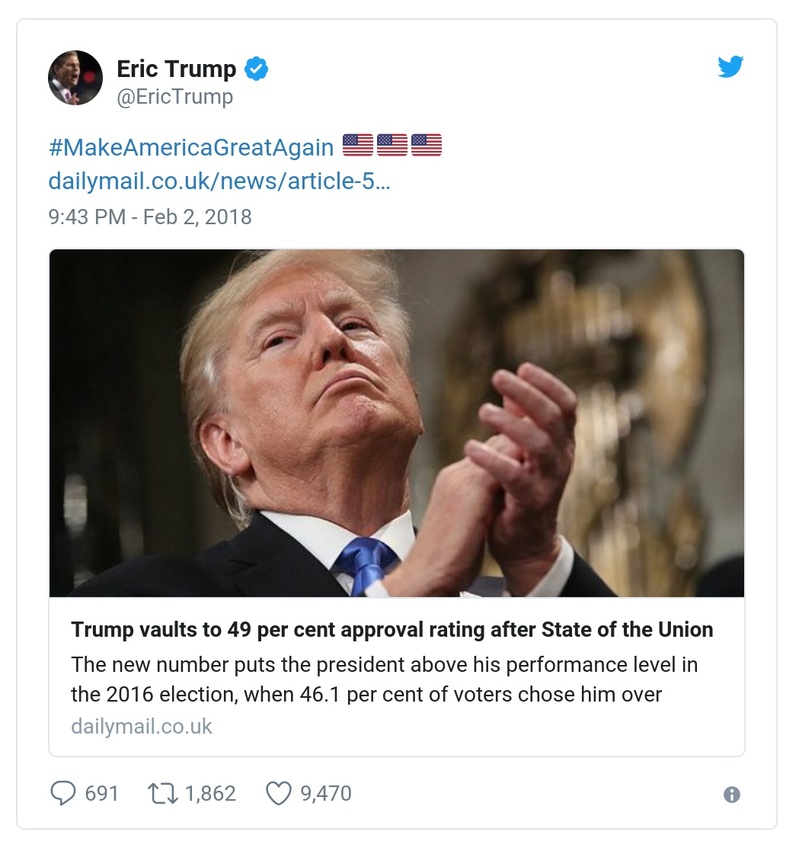 Eric Trump
@EricTrump
#MakeAmericaGreatAgain 🇺🇸🇺🇸🇺🇸
dailymail.co.uk/news/article-5…
9:43 PM - Feb 2, 2018
Trump vaults to 49 per cent approval rating after State of the Union
The new number puts the president above his performance level in
the 2016 election, when 46.1 per cent of voters chose him over
dailymail.co.uk
691 1,862 9,470